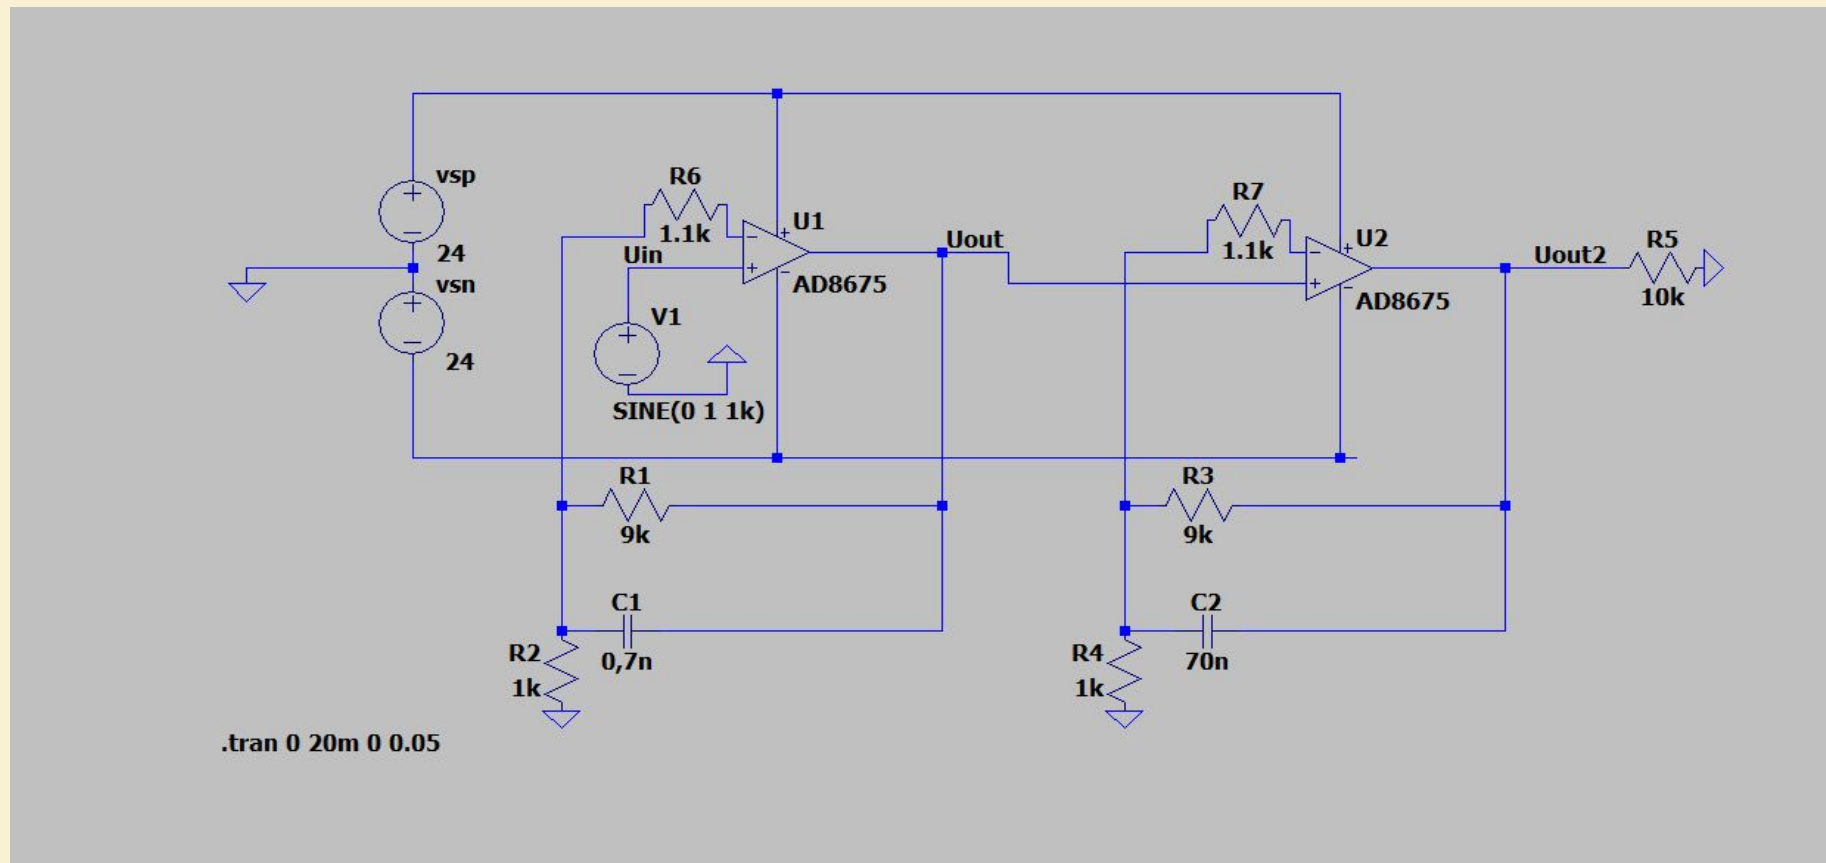 vsp
24
vsn
24
R6
1.1k
Uin
U1
AD8675
V1
SINE(0 1 1k)
Uout
R7
1.1k
U2
AD8675
Uout2
R5
10k
R1
9k
C1
0,7n
R2
1k
R3
9k
C2
70n
R4
1k
.tran 0 20m 0 0.05